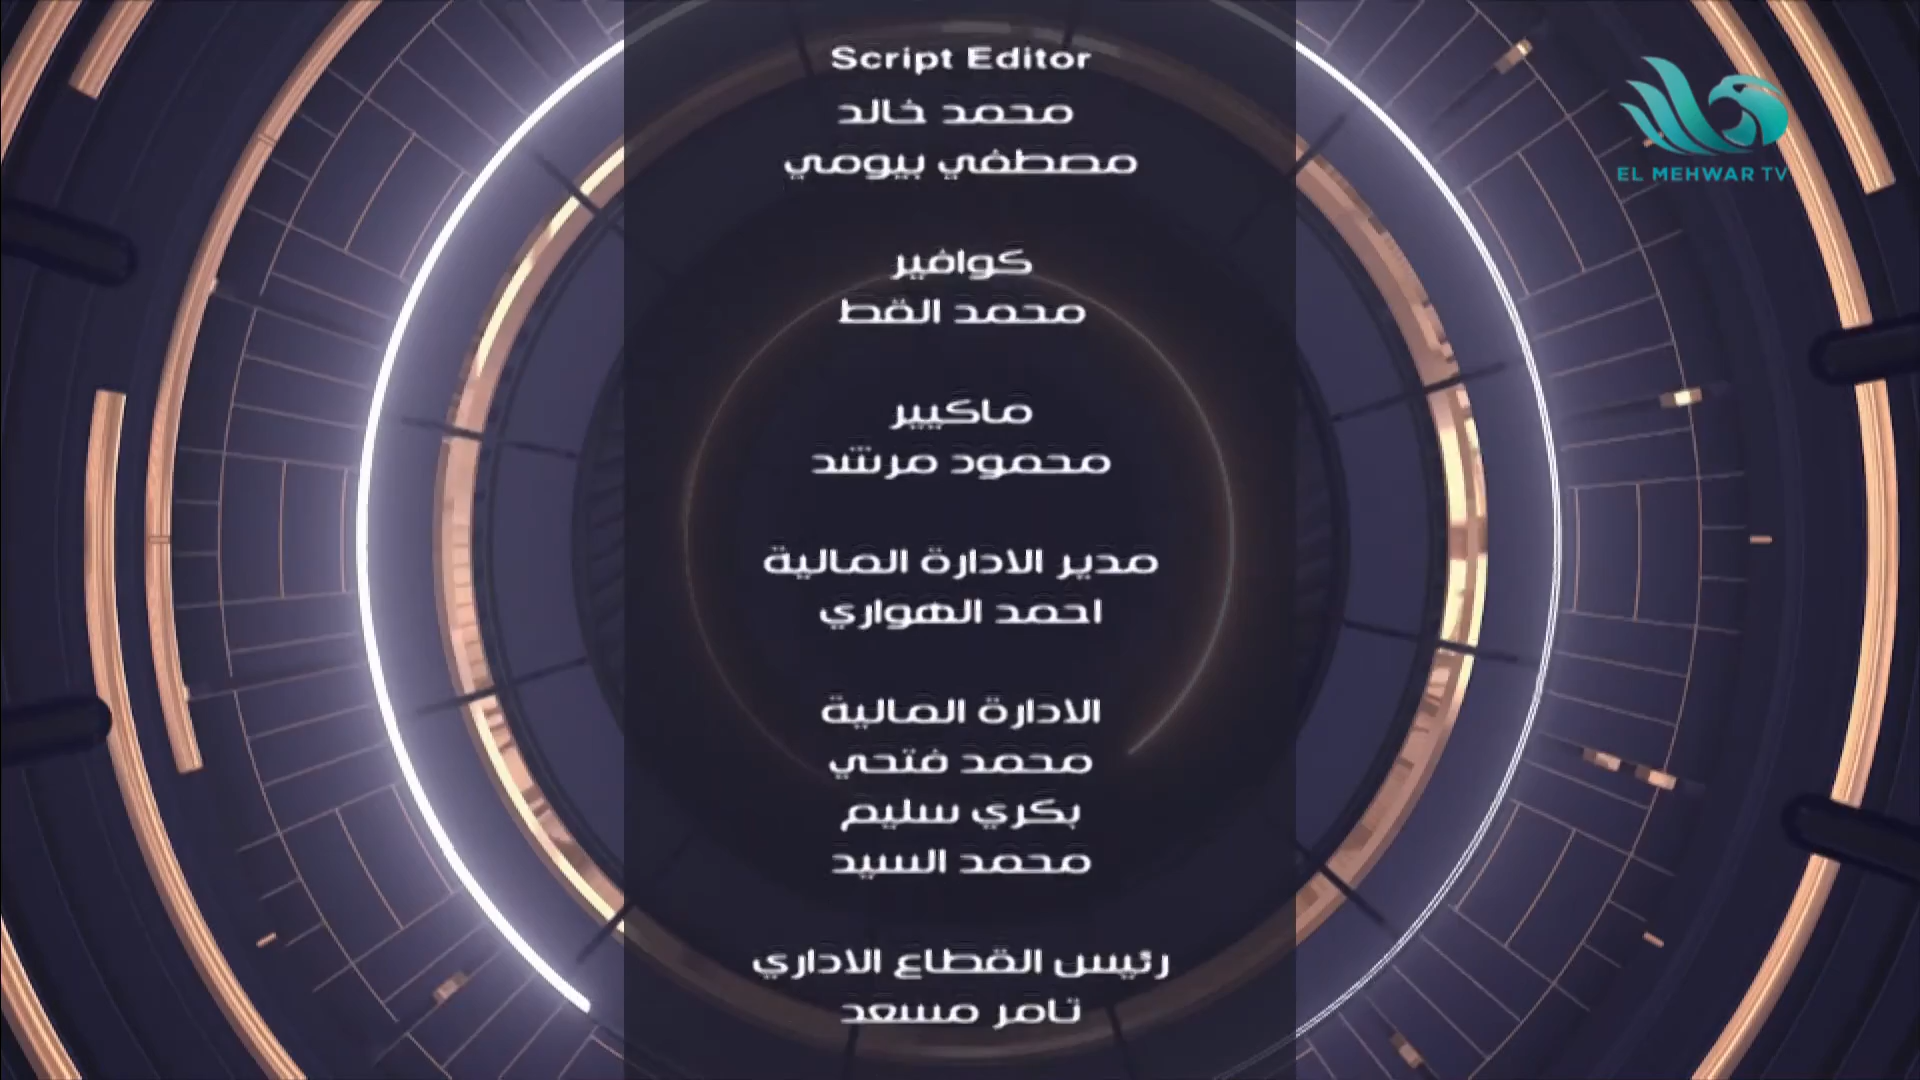 Script Editor
محمد خالد
مصطفي بيومي
كوافير
محمد القط
ماكيير
محمود مرشد
مدير الادارة المالية
احمد الهواري
الادارة المالية
محمد فتحي
بكري سليم
محمد السيد
رئيس القطاع الاداري
تامر مسعد
EL MEHWAR TV